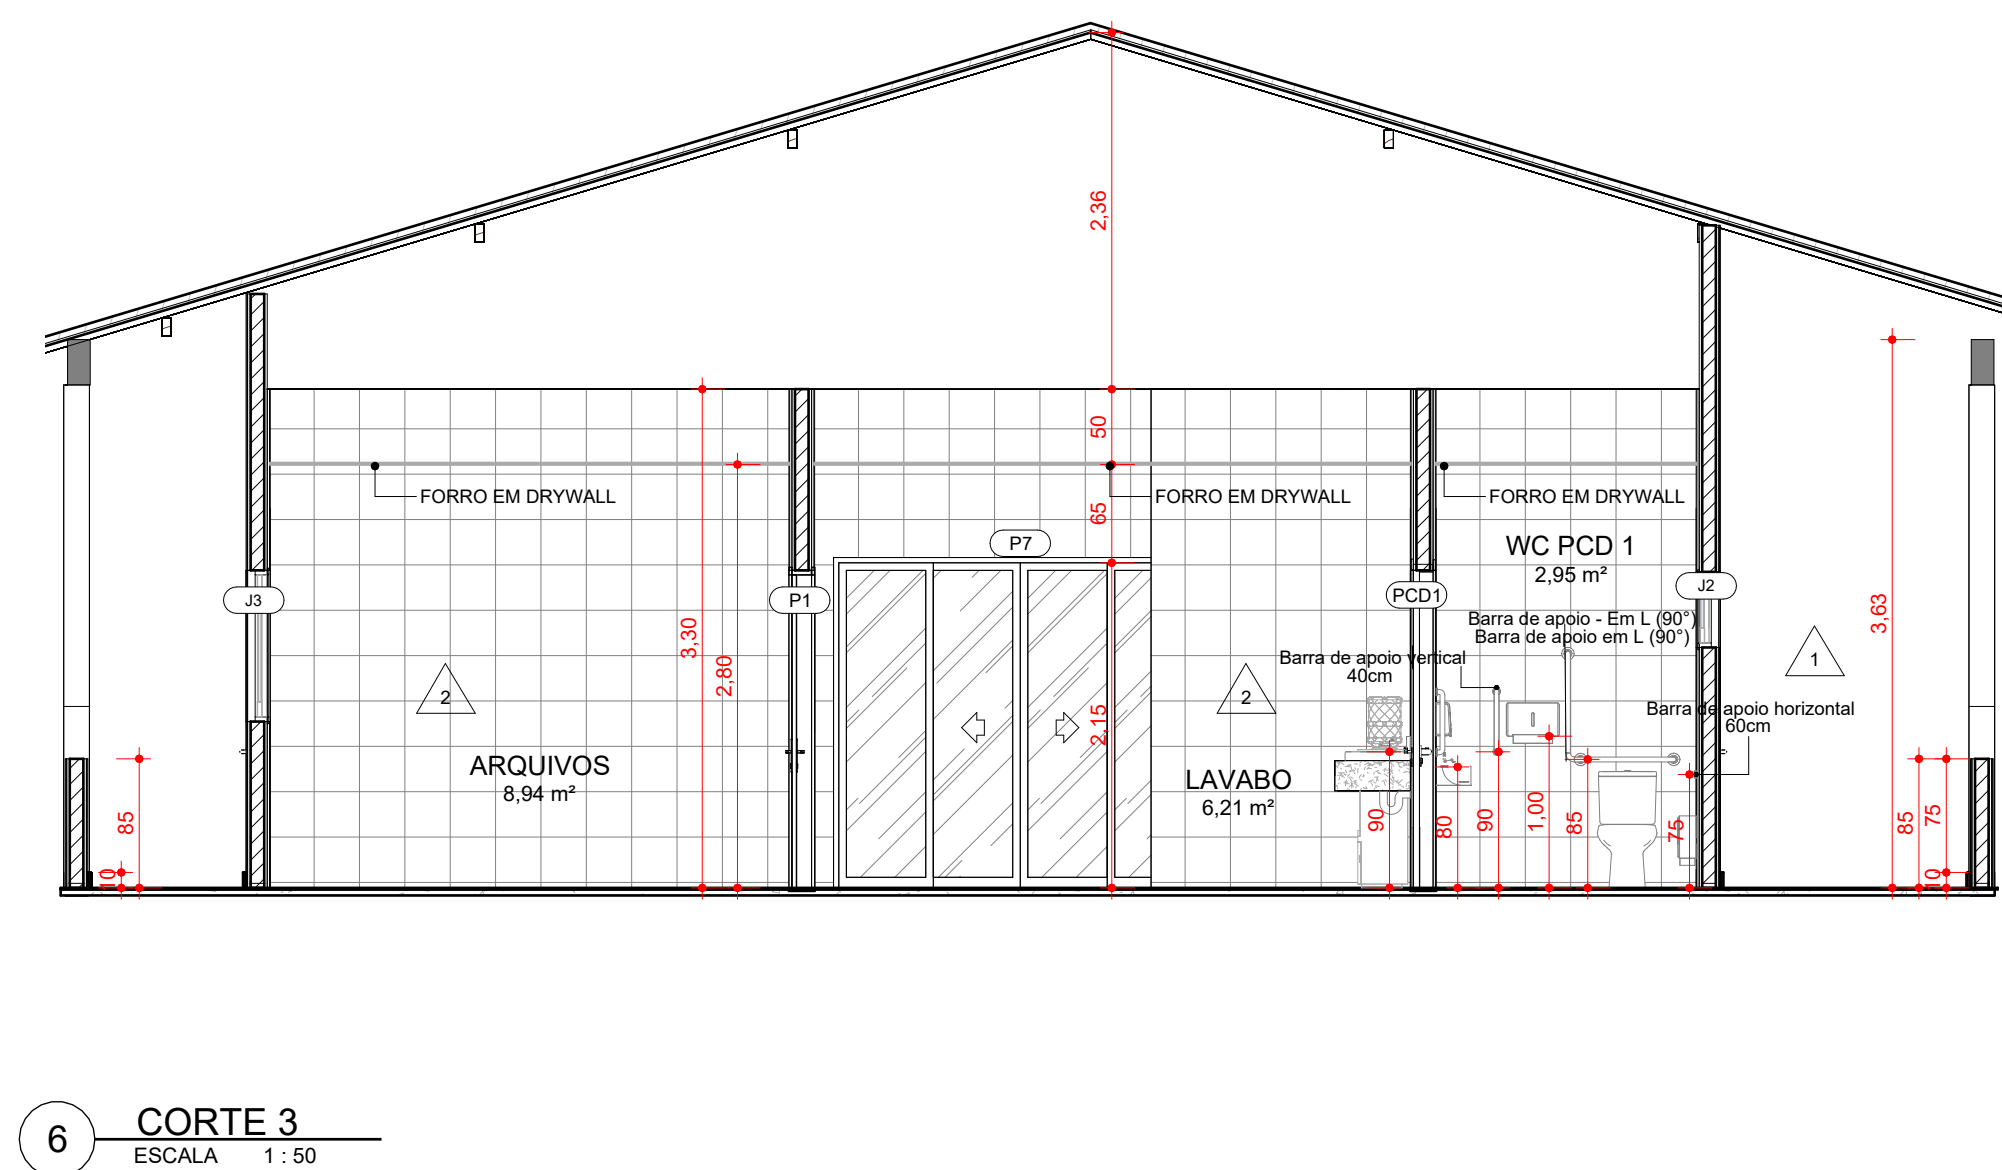 2,36
50
FORRO EM DRYWALL
FORRO EM DRYWALL
FORRO EM DRYWALL
65
P7
WC PCD 1
2,95 m²
J3
P1
PCD1
J2
3,30
2,80
3,63
Barra de apoio - Em L (90°)
Barra de apoio em L (90°)
Barra de apoio vertical
40cm
1
2
2
Barra de apoio horizontal
60cm
2,15
ARQUIVOS
8,94 m²
LAVABO
6,21 m²
85
10
90
80
90
1,00
85
75
85
75
10
6
CORTE 3
ESCALA 1 : 50